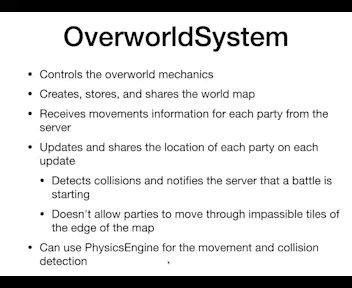 OverworldSystem
• Controls the overworld mechanics
• Creates, stores, and shares the world map
• Receives movements information for each party from the
server
• Updates and shares the location of each party on each
update
• Detects collisions and notifies the server that a battle is
starting
• Doesn't allow parties to move through impassible tiles of
the edge of the map
• Can use PhysicsEngine for the movement and collision
detection